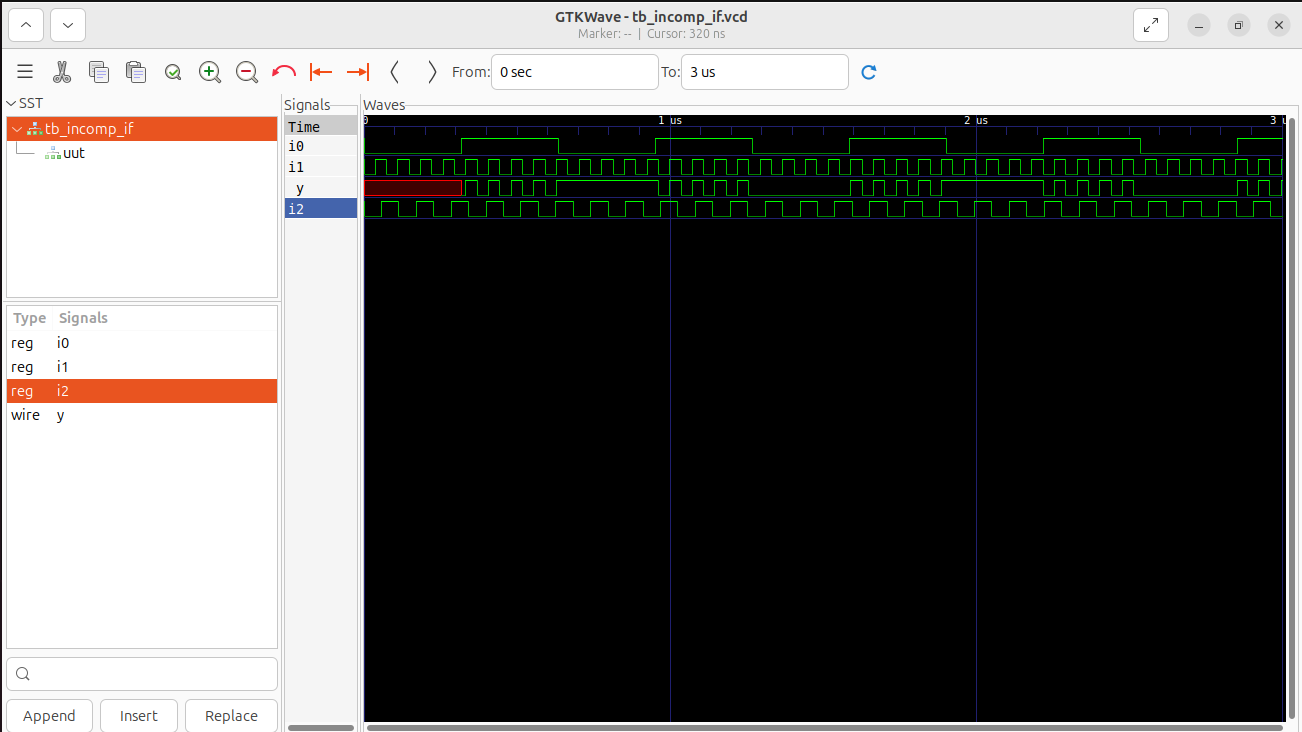 GTKWave - tb_incomp_if.vcd
Marker: -- | Cursor: 320 ns
From: 0 sec To: 3 us
SST
tb_incomp_if
uut
Type Signals
reg i0
reg i1
reg i2
wire y
Append Insert Replace
Signals
Time
i0
i1
y
i2
Waves
0 1 us 2 us 3 u